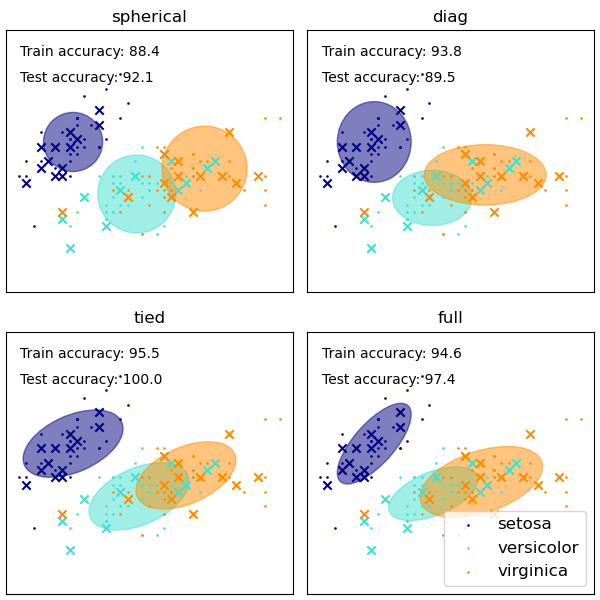 spherical
Train accuracy: 88.4
Test accuracy: 92.1
diag
Train accuracy: 93.8
Test accuracy: 89.5
tied
Train accuracy: 95.5
Test accuracy: 100.0
full
Train accuracy: 94.6
Test accuracy: 97.4
setosa
versicolor
virginica